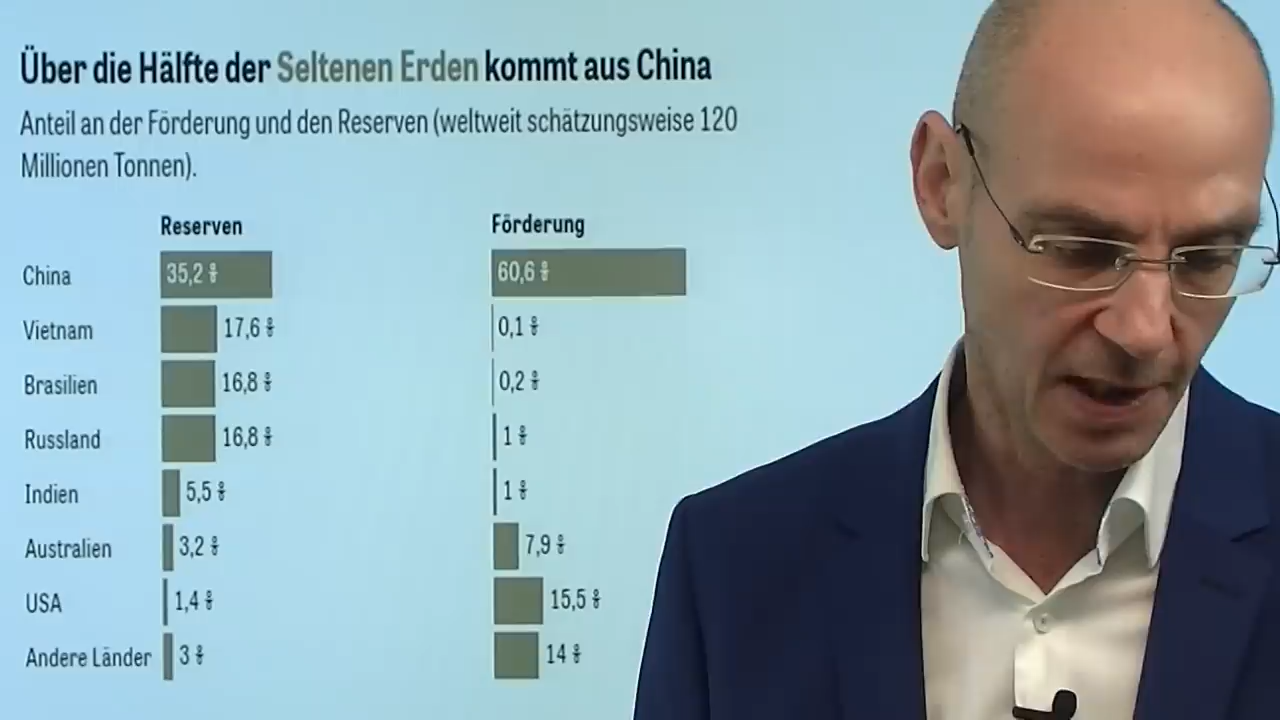 Über die Hälfte der Seltenen Erden kommt aus China
Anteil an der Förderung und den Reserven (weltweit schätzungsweise 120
Millionen Tonnen).
Reserven Förderung
China 35,2 % 60,6 %
Vietnam 17,6 % 0,1 %
Brasilien 16,8 % 0,2 %
Russland 16,8 % 1 %
Indien 5,5 % 1 %
Australien 3,2 % 7,9 %
USA 1,4 % 15,5 %
Andere Länder 3 % 14 %